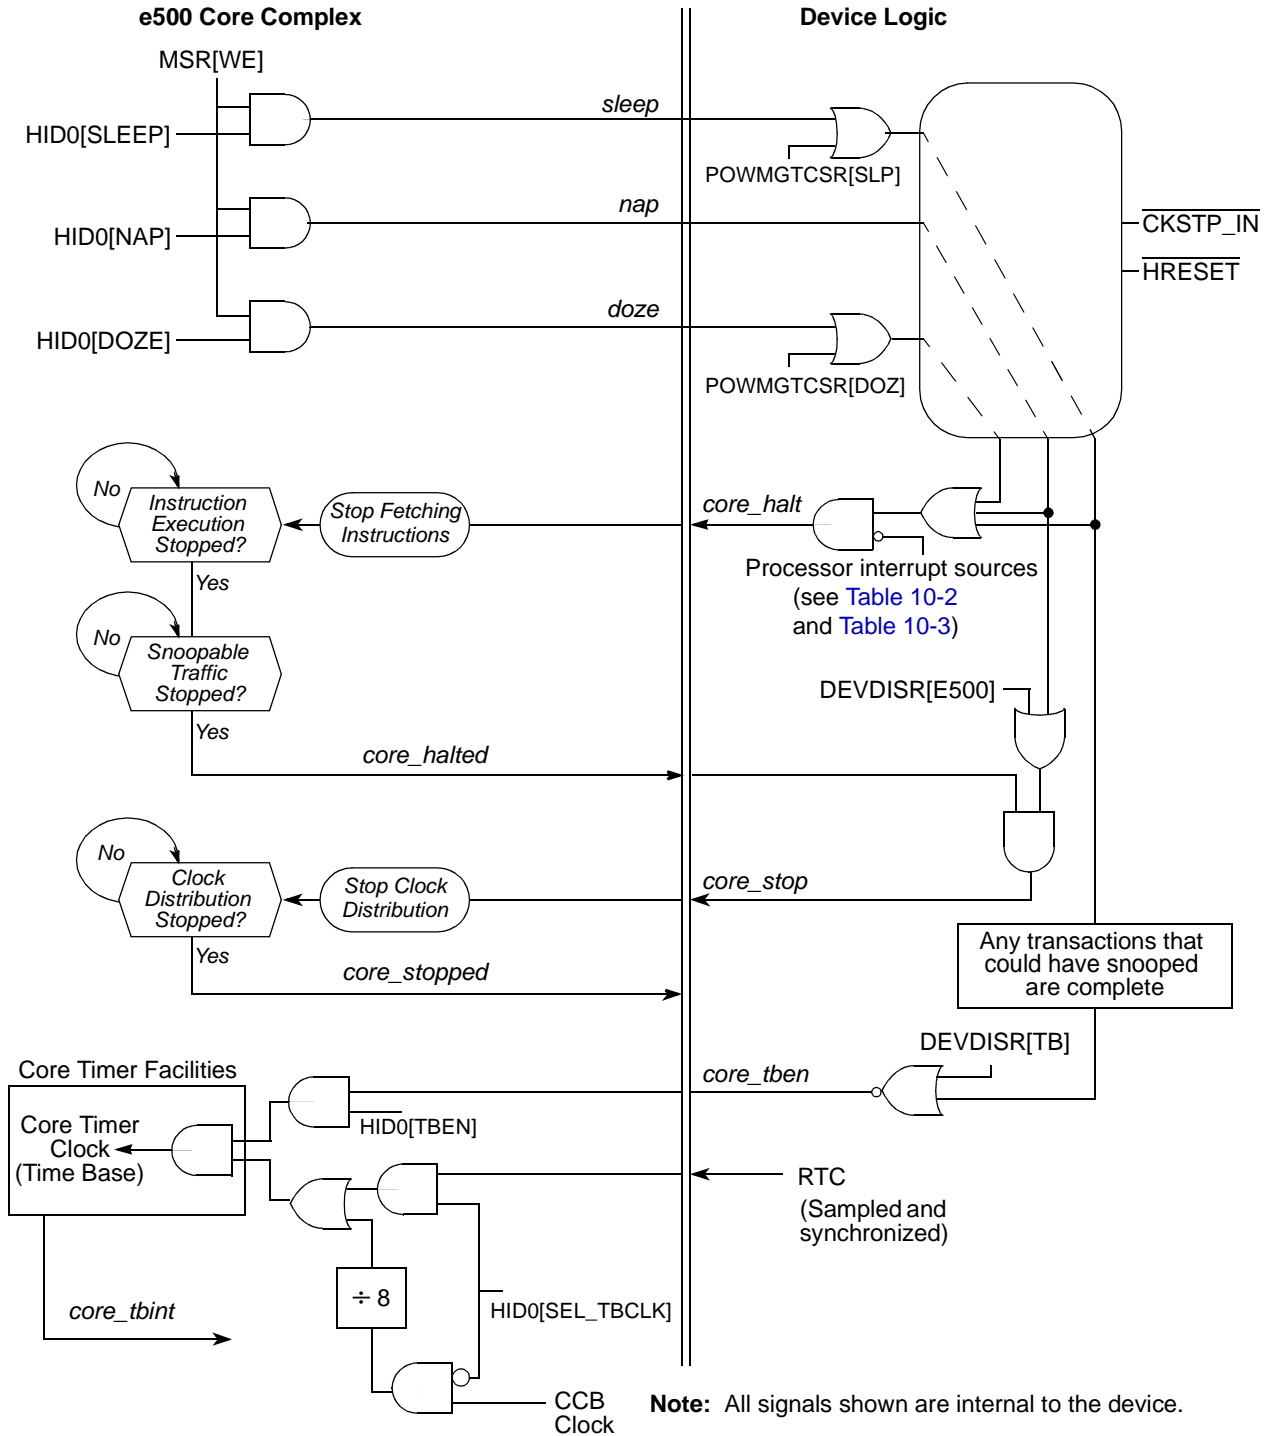 e500 Core Complex
Device Logic
MSR[WE]
sleep
HID0[SLEEP]
POWMGTCSR[SLP]
nap
HID0[NAP]
CKSTP_IN
HRESET
doze
HID0[DOZE]
POWMGTCSR[DOZ]
No
Instruction
Execution
Stopped?
Stop Fetching
Instructions
core_halt
Processor interrupt sources
(see Table 10-2
and Table 10-3)
Yes
No
Snoopable
Traffic
Stopped?
DEVDISR[E500]
Yes
core_halted
No
Clock
Distribution
Stopped?
Stop Clock
Distribution
core_stop
Yes
core_stopped
Any transactions that
could have snooped
are complete
DEVDISR[TB]
Core Timer Facilities
core_tben
Core Timer
Clock
(Time Base)
HID0[TBEN]
RTC
(Sampled and
synchronized)
÷ 8
core_tbint
HID0[SEL_TBCLK]
CCB
Clock
Note: All signals shown are internal to the device.